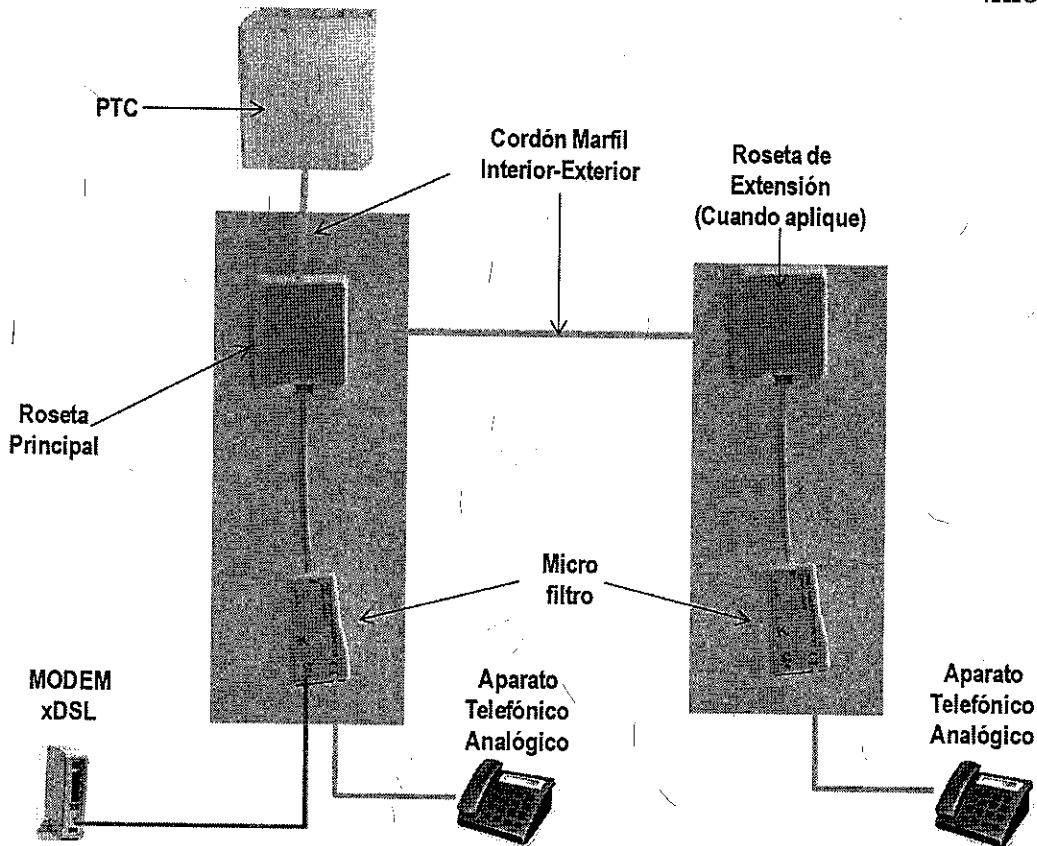 PTC
Cordón Marfil
Interior-Exterior
Roseta de
Extensión
(Cuando aplique)
Roseta
Principal
Micro
filtro
MODEM
xDSL
Aparato
Telefónico
Analógico
Aparato
Telefónico
Analógico